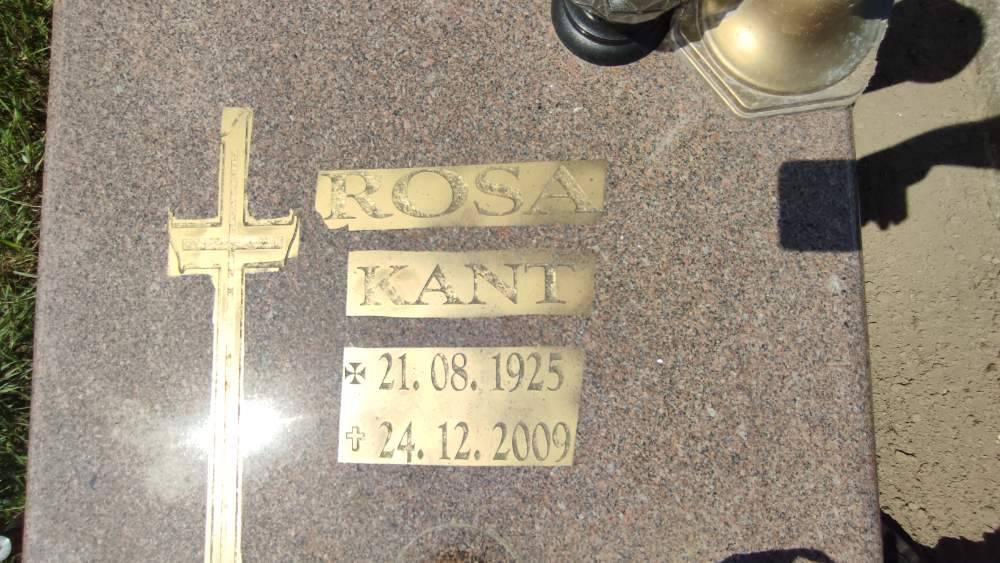 ROSA
KANT
✠ 21. 08. 1925
✝ 24. 12. 2009